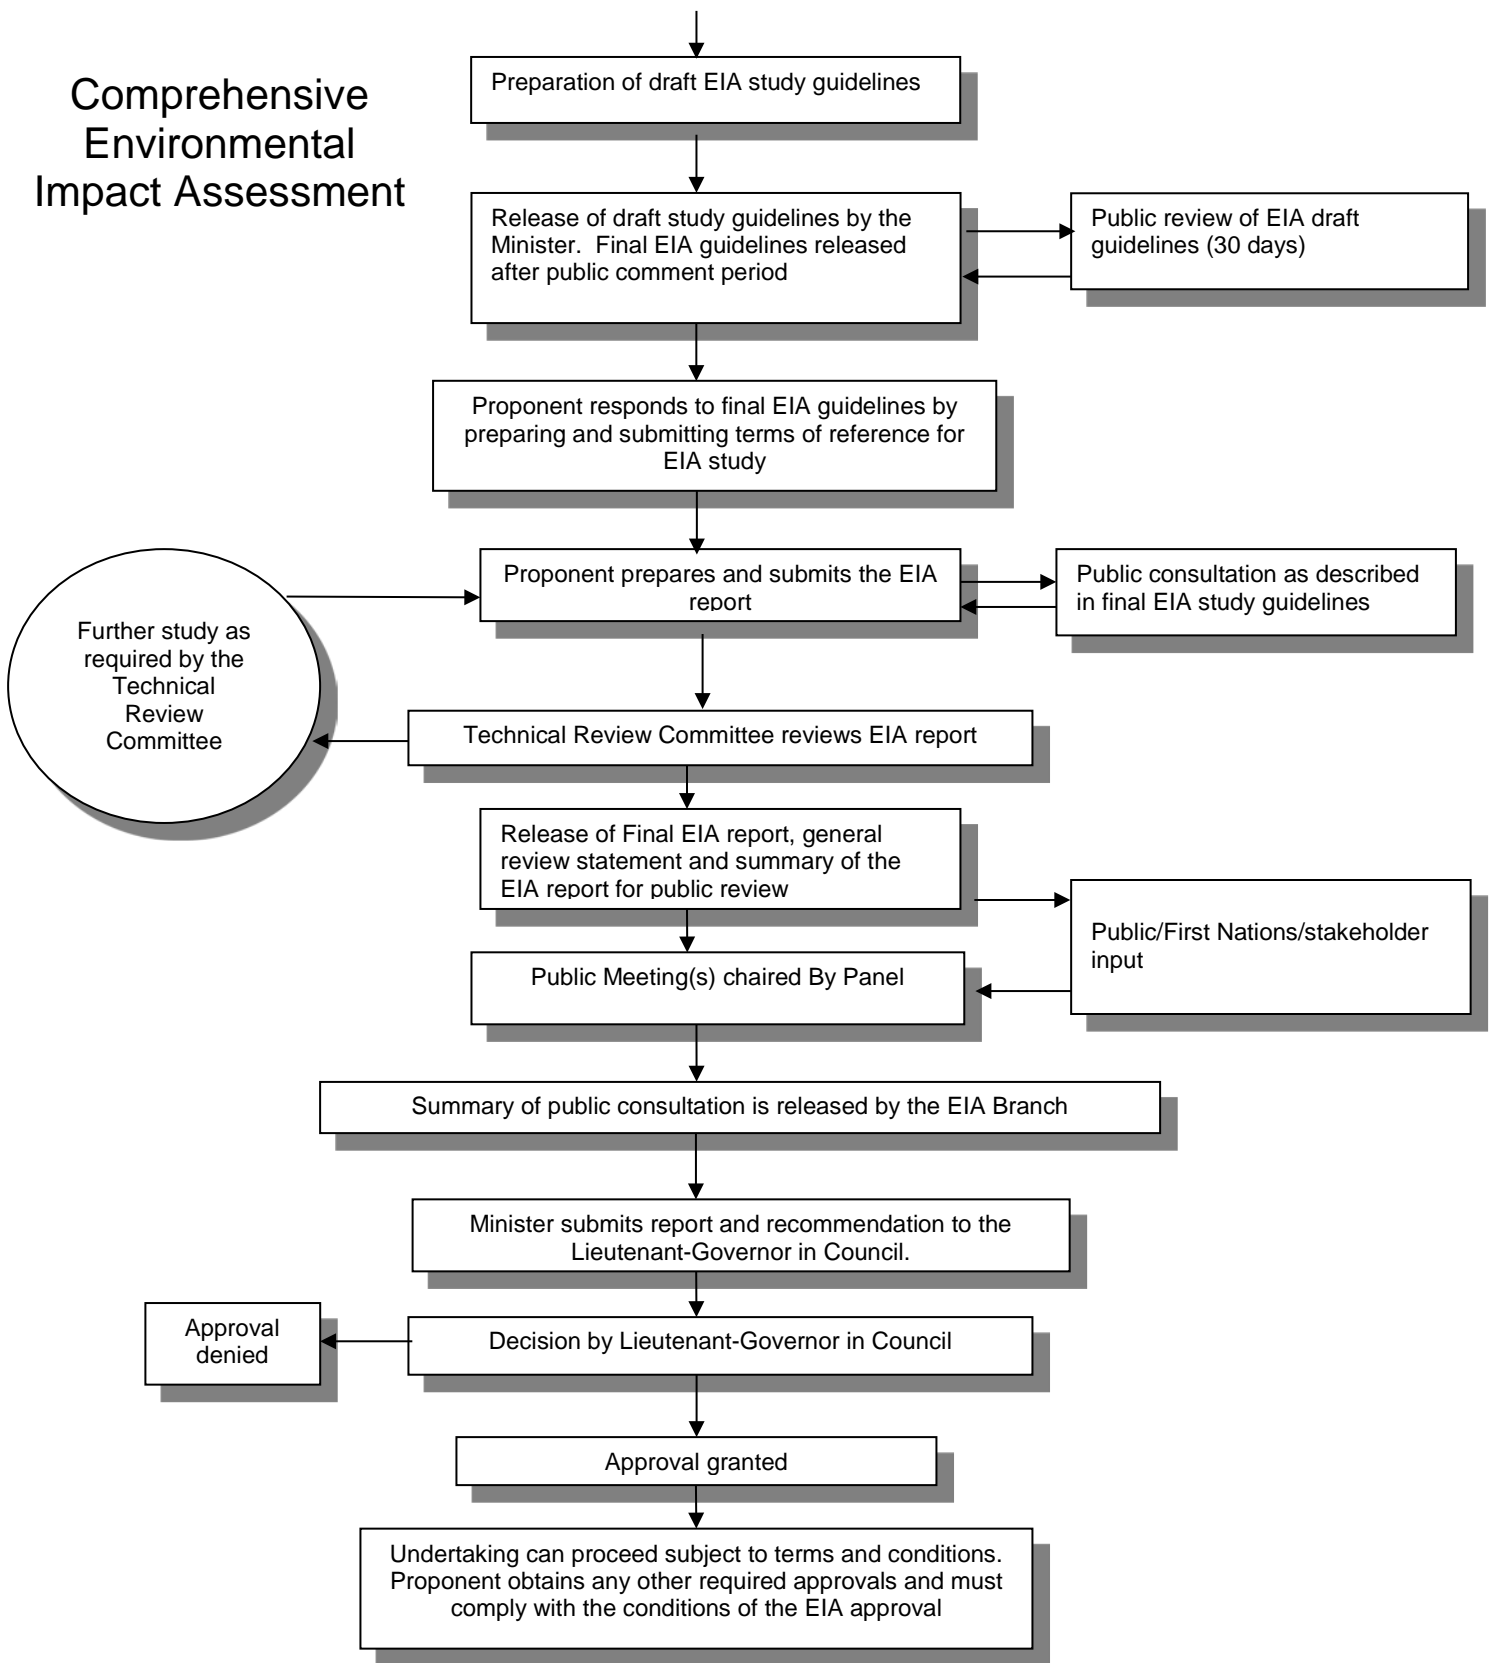 Comprehensive
Environmental
Impact Assessment
Preparation of draft EIA study guidelines
Release of draft study guidelines by the
Minister.  Final EIA guidelines released
after public comment period
Public review of EIA draft
guidelines (30 days)
Proponent responds to final EIA guidelines by
preparing and submitting terms of reference for
EIA study
Proponent prepares and submits the EIA
report
Public consultation as described
in final EIA study guidelines
Further study as
required by the
Technical
Review
Committee
Technical Review Committee reviews EIA report
Release of Final EIA report, general
review statement and summary of the
EIA report for public review
Public/First Nations/stakeholder
input
Public Meeting(s) chaired By Panel
Summary of public consultation is released by the EIA Branch
Minister submits report and recommendation to the
Lieutenant-Governor in Council.
Approval
denied
Decision by Lieutenant-Governor in Council
Approval granted
Undertaking can proceed subject to terms and conditions.
Proponent obtains any other required approvals and must
comply with the conditions of the EIA approval